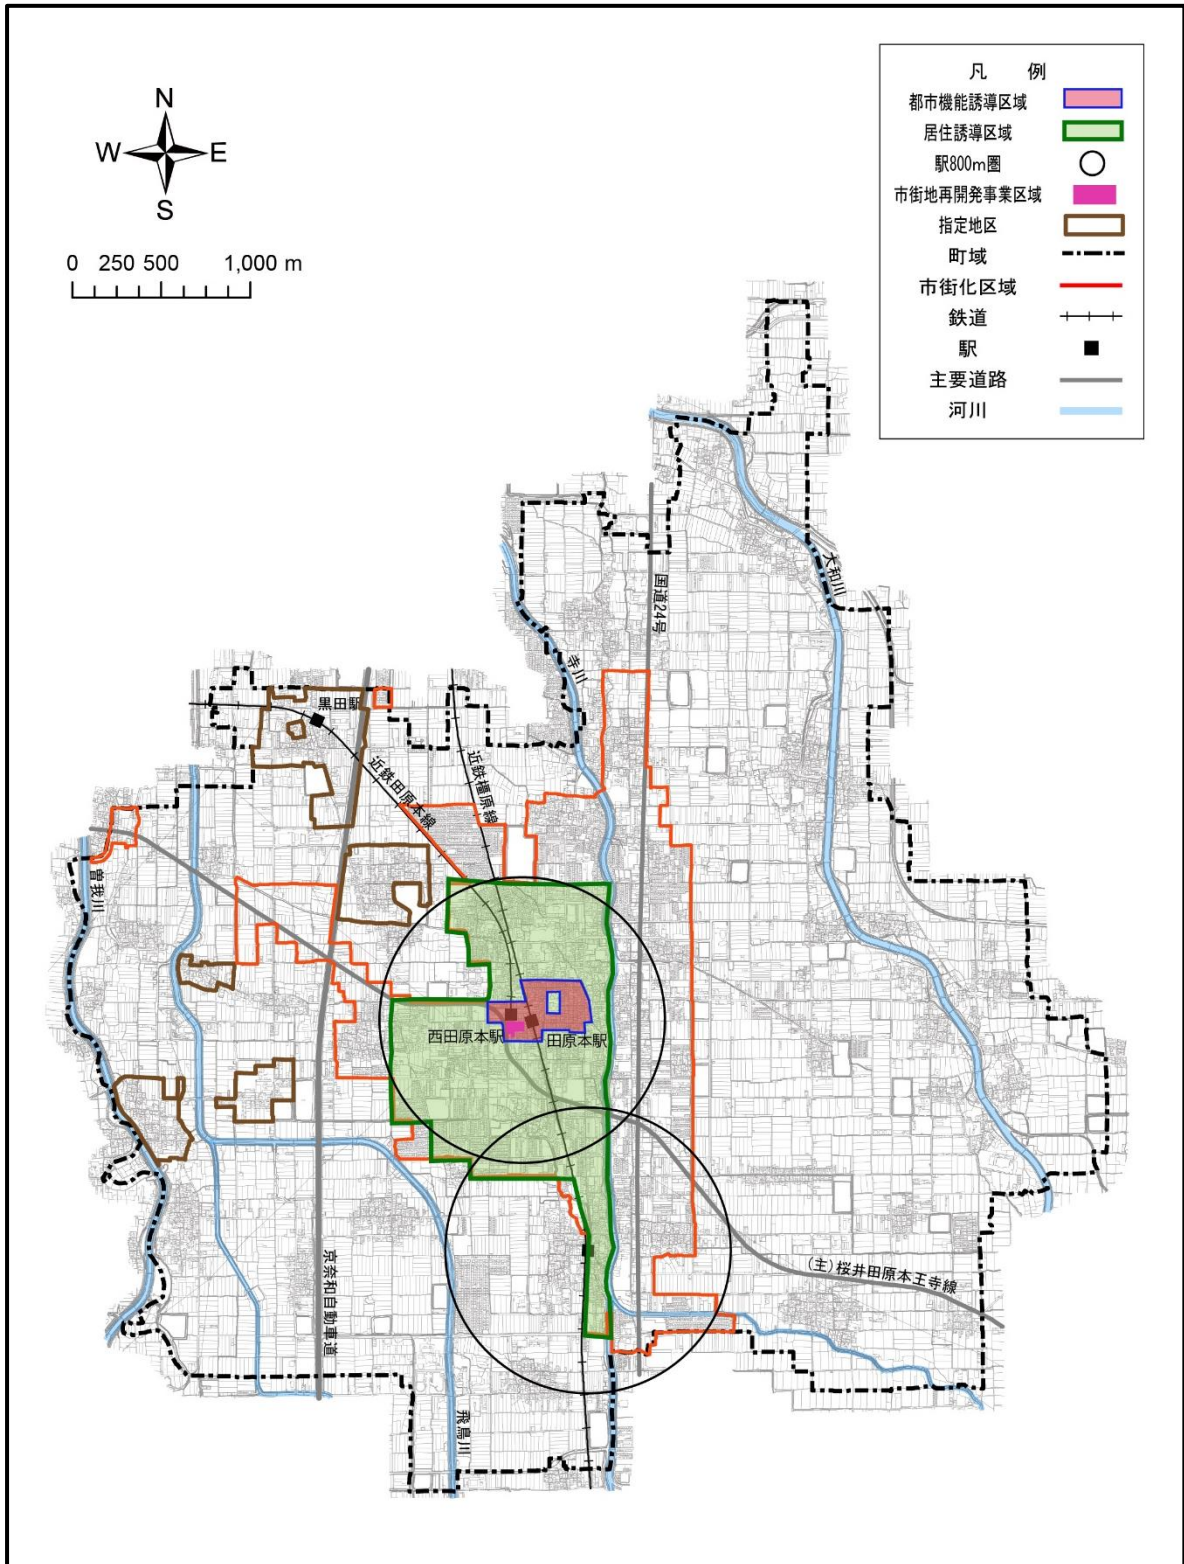 凡 例
都市機能誘導区域
居住誘導区域
駅800m圏
市街地再開発事業区域
指定地区
町域
市街化区域
鉄道
駅
主要道路
河川
N
W E
S
0 250 500 1,000 m
大和川
国道24号
寺川
黒田駅
近鉄田原本線
近鉄橿原線
曽我川
西田原本駅
田原本駅
(主)桜井田原本王寺線
京奈和自動車道
飛鳥川